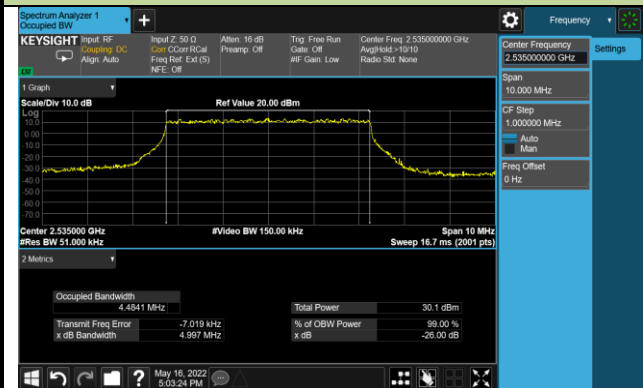 Spectrum Analyzer 1
Occupied BW
Frequency
KEYSIGHT
Input: RF
Coupling: DC
Align: Auto
Input Z: 50 Ω
Corr CCorr RCal
Freq Ref: Ext (S)
NFE: Off
Atten: 16 dB
Preamp: Off
Trig: Free Run
Gate: Off
#IF Gain: Low
Center Freq: 2.535000000 GHz
Avg|Hold:>10/10
Radio Std: None
Center Frequency
2.535000000 GHz
Settings
Span
10.000 MHz
CF Step
1.000000 MHz
Auto
Man
Freq Offset
0 Hz
1 Graph
Scale/Div 10.0 dB
Ref Value 20.00 dBm
Log
10.0
0.00
-10.0
-20.0
-30.0
-40.0
-50.0
-60.0
-70.0
Center 2.535000 GHz
#Video BW 150.00 kHz
Span 10 MHz
#Res BW 51.000 kHz
Sweep 16.7 ms (2001 pts)
2 Metrics
Occupied Bandwidth
4.4841 MHz
Total Power 30.1 dBm
Transmit Freq Error -7.019 kHz
% of OBW Power 99.00 %
x dB Bandwidth 4.997 MHz
x dB -26.00 dB
May 16, 2022
5:03:24 PM